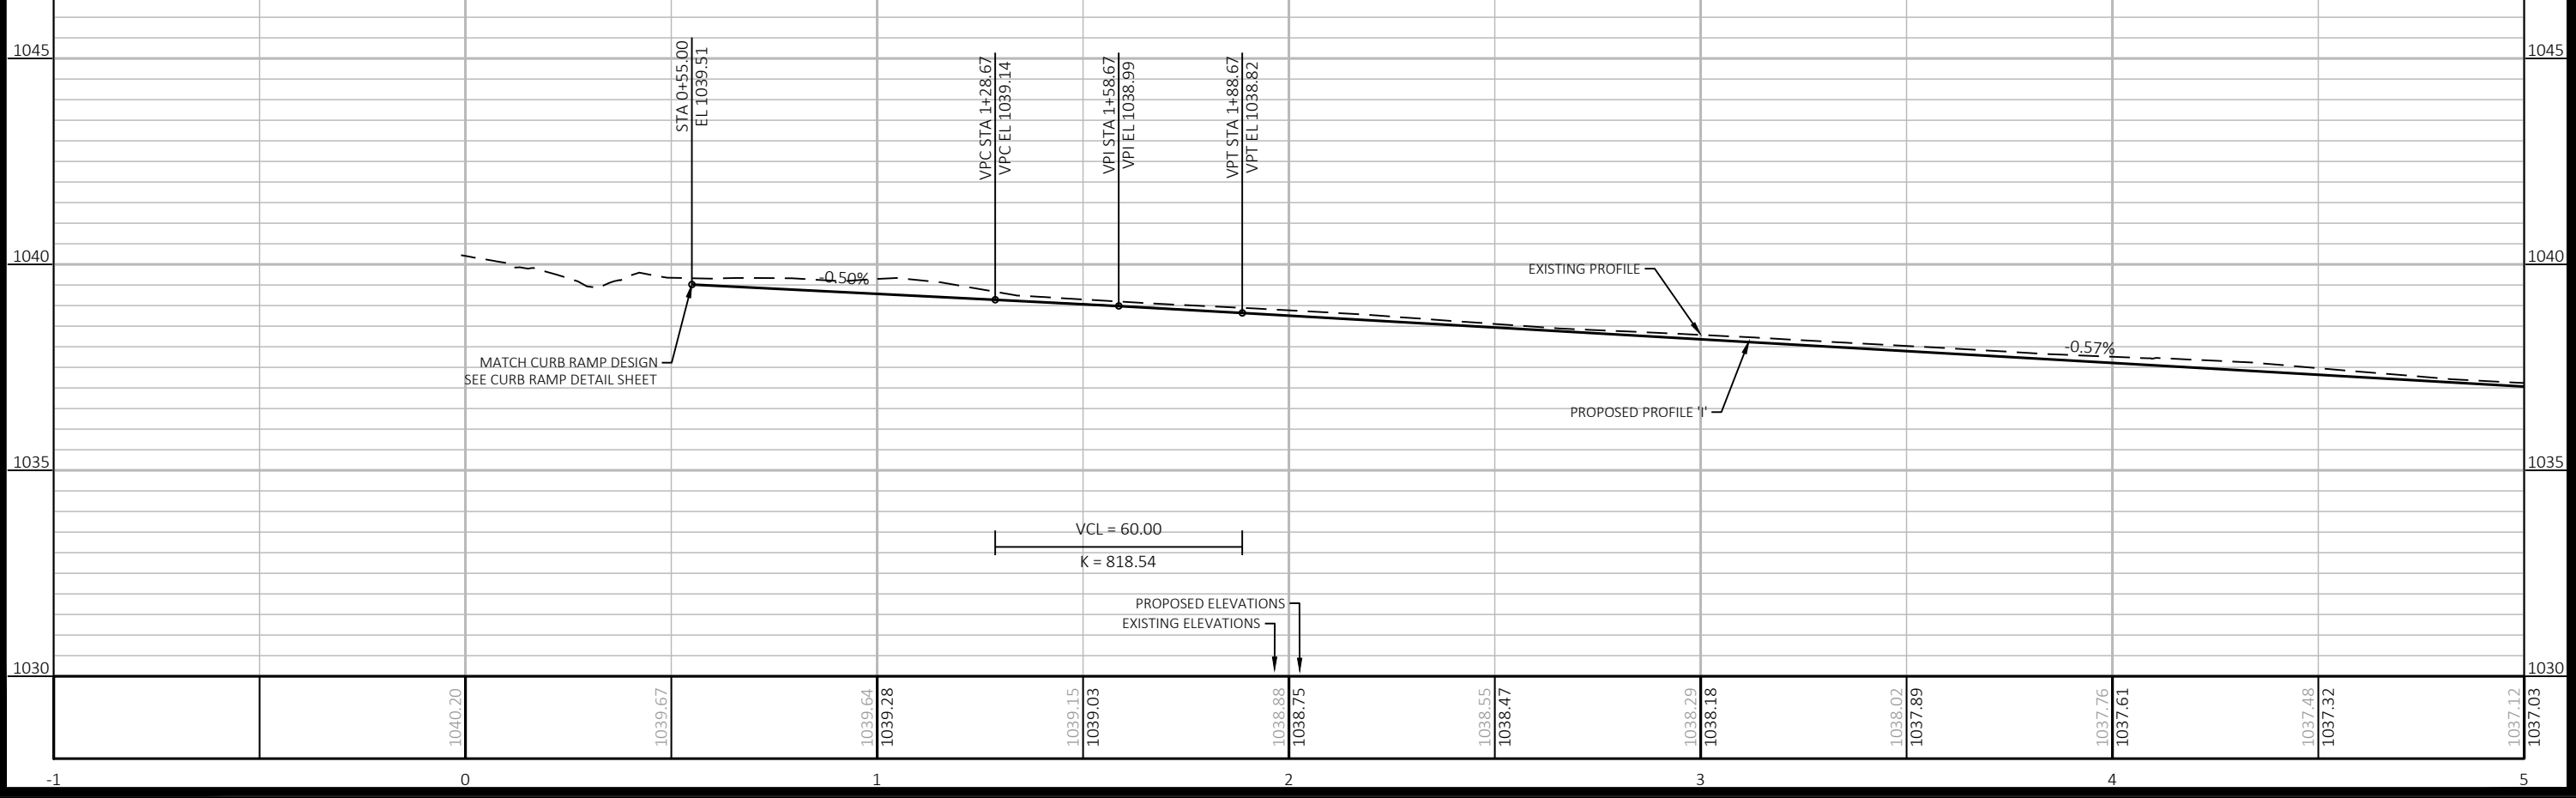 1045
1045
STA 0+55.00
EL 1039.51
VPC STA 1+28.67
VPC EL 1039.14
VPI STA 1+58.67
VPI EL 1038.99
VPT STA 1+88.67
VPT EL 1038.82
1040
1040
-0.50%
EXISTING PROFILE
-0.57%
MATCH CURB RAMP DESIGN
SEE CURB RAMP DETAIL SHEET
PROPOSED PROFILE 'I'
1035
1035
VCL = 60.00
K = 818.54
PROPOSED ELEVATIONS
EXISTING ELEVATIONS
1030
1030
1040.20
1039.67
1039.64
1039.28
1039.15
1039.03
1038.88
1038.75
1038.55
1038.47
1038.29
1038.18
1038.02
1037.89
1037.76
1037.61
1037.48
1037.32
1037.12
1037.03
-1
0
1
2
3
4
5